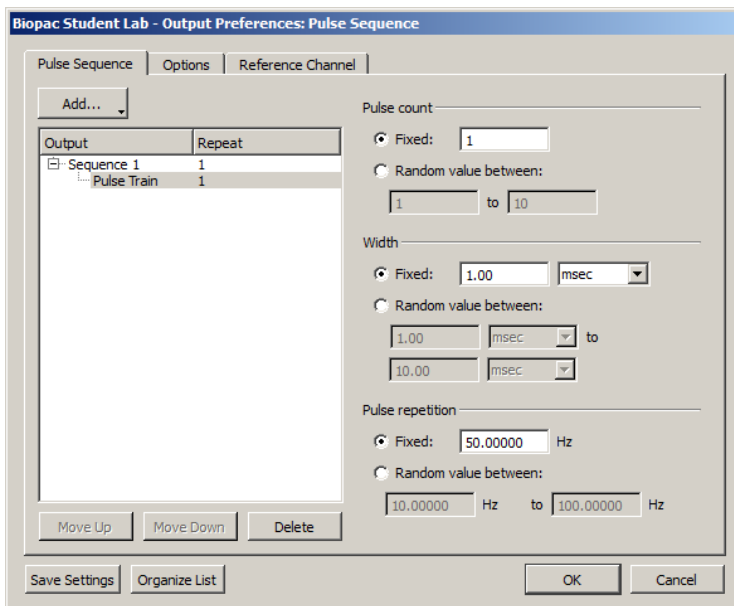 Biopac Student Lab - Output Preferences: Pulse Sequence
Pulse Sequence Options Reference Channel
Add...
Output Repeat
Sequence 1 1
Pulse Train 1
Move Up Move Down Delete
Pulse count
Fixed: 1
Random value between:
1 to 10
Width
Fixed: 1.00 msec
Random value between:
1.00 msec to
10.00 msec
Pulse repetition
Fixed: 50.00000 Hz
Random value between:
10.00000 Hz to 100.00000 Hz
Save Settings Organize List OK Cancel